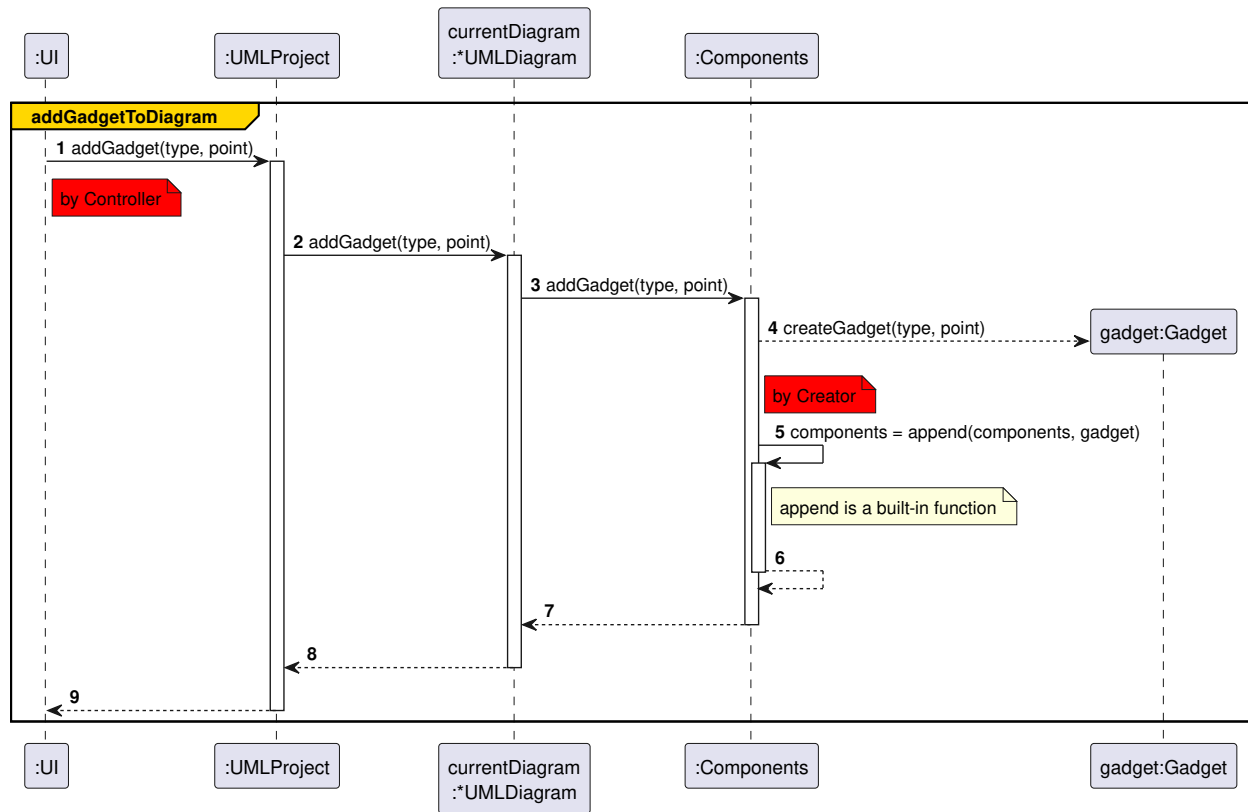 currentDiagram
:UI
:UMLProject
:*UMLDiagram
:Components
addGadgetToDiagram
1 addGadget(type, point)
by Controller
2 addGadget(type, point)
3 addGadget(type, point)
4 createGadget(type, point)
gadget:Gadget
by Creator
5 components = append(components, gadget)
append is a built-in function
6
7
8
9
:UI
:UMLProject
currentDiagram
:*UMLDiagram
:Components
gadget:Gadget